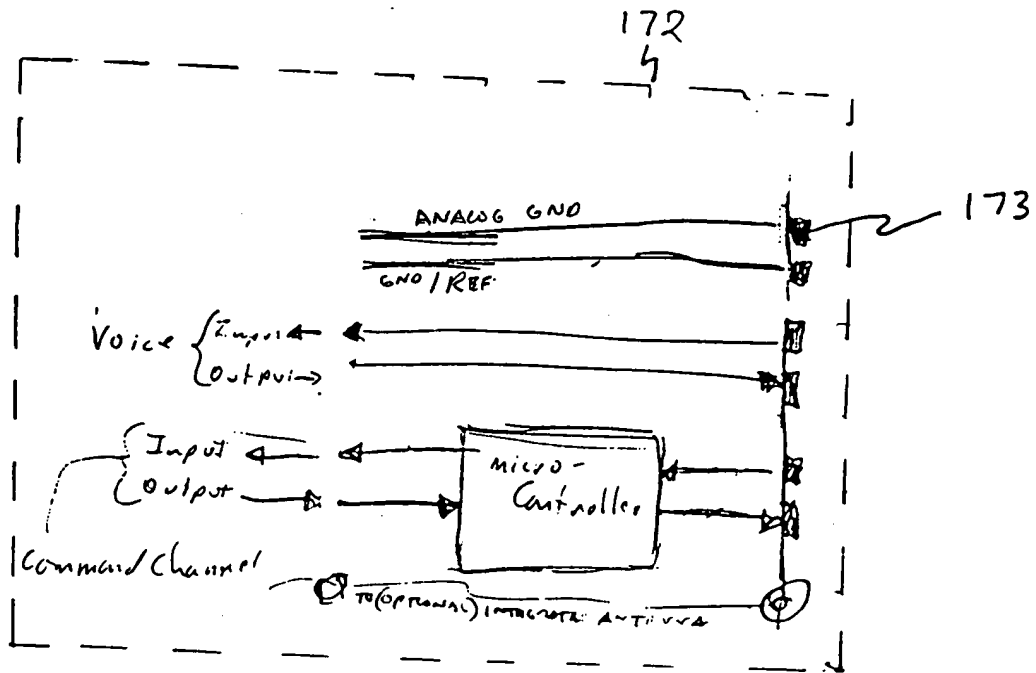 172
173
ANALOG GND
GND / REF
Voice
Input
Output
Input
Output
micro-
Controller
Command Channel
TO (OPTIONAL) INTEGRATE ANTENNA